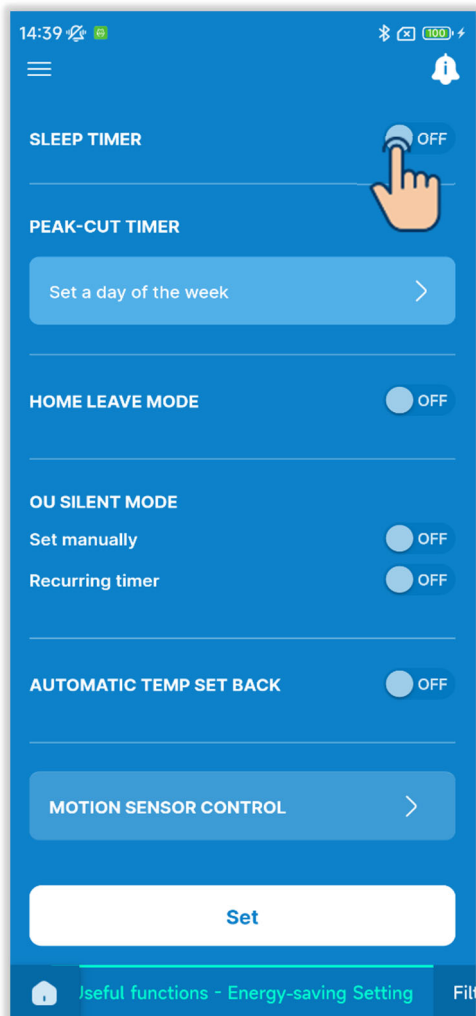 14:39
100
SLEEP TIMER OFF
PEAK-CUT TIMER
Set a day of the week
HOME LEAVE MODE OFF
OU SILENT MODE
Set manually OFF
Recurring timer OFF
AUTOMATIC TEMP SET BACK OFF
MOTION SENSOR CONTROL
Set
functions - Energy-saving Setting